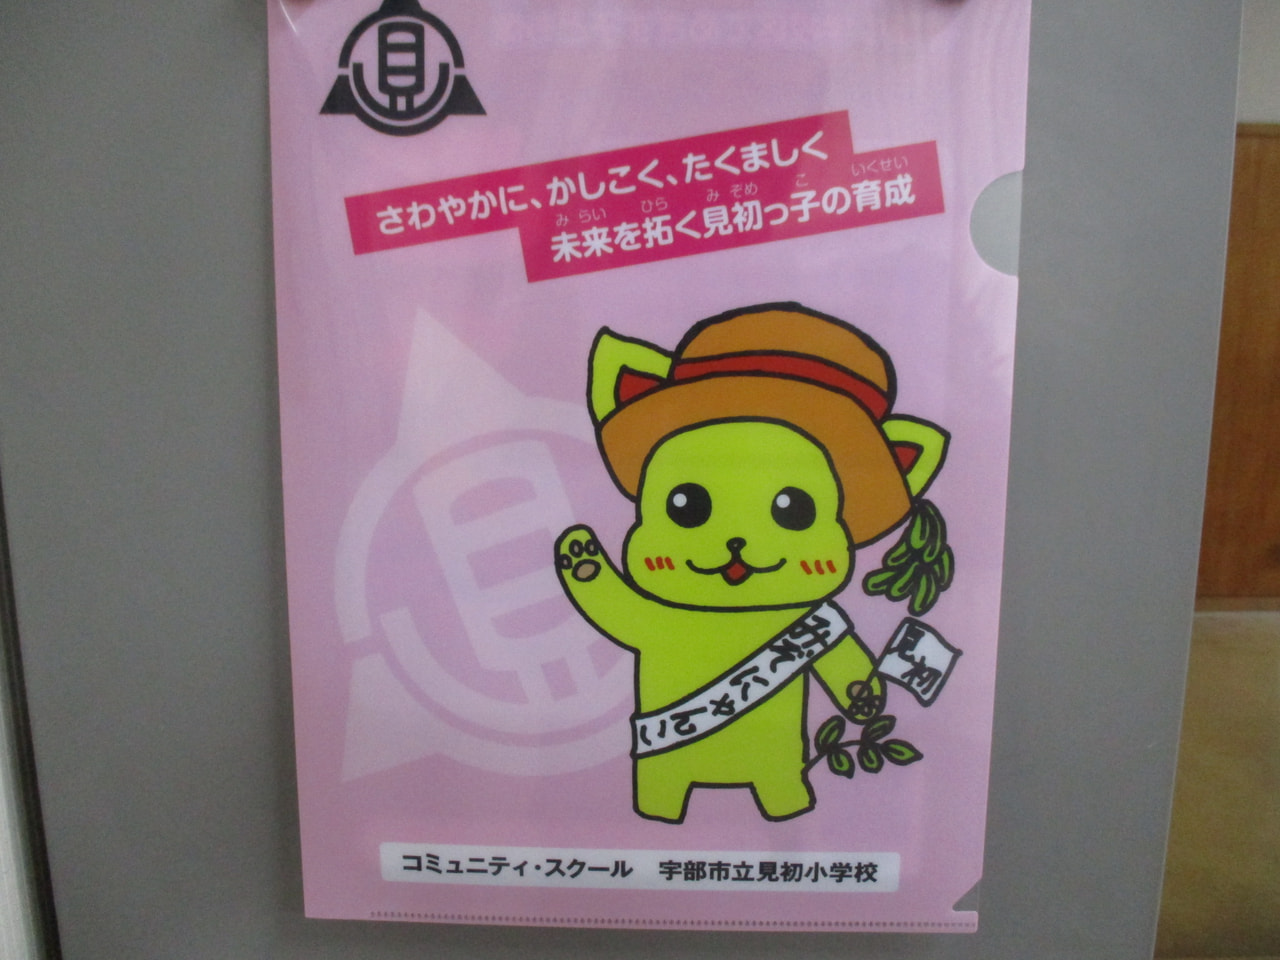 見
さわやかに、かしこく、たくましく
み らい ひら み ぞめ こ いくせい
未来を拓く見初っ子の育成
見初
コミュニティ・スクール 宇部市立見初小学校